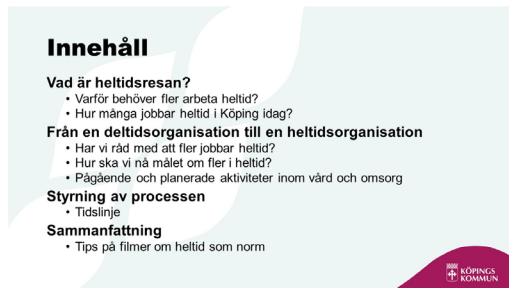 Innehåll
Vad är heltidsresan?
• Varför behöver fler arbeta heltid?
• Hur många jobbar heltid i Köping idag?
Från en deltidsorganisation till en heltidsorganisation
• Har vi råd med att fler jobbar heltid?
• Hur ska vi nå målet om fler i heltid?
• Pågående och planerade aktiviteter inom vård och omsorg
Styrning av processen
• Tidslinje
Sammanfattning
• Tips på filmer om heltid som norm
KÖPINGS
KOMMUN